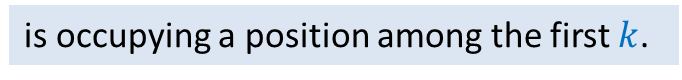 is occupying a position among the first k.